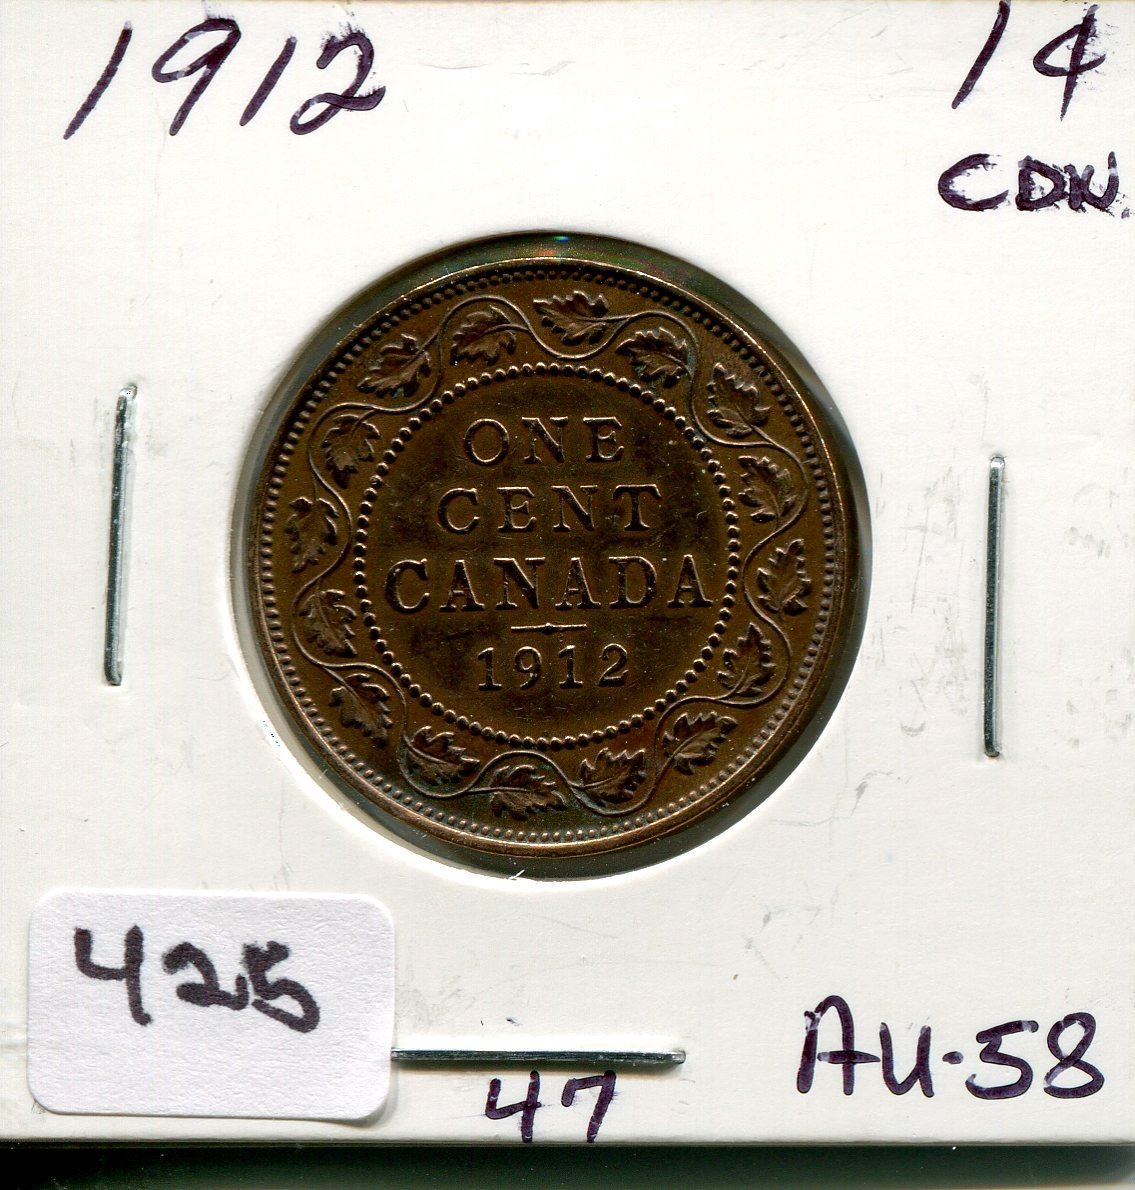 1912
1¢
CDN.
ONE
CENT
CANADA
1912
425
AU-58
47